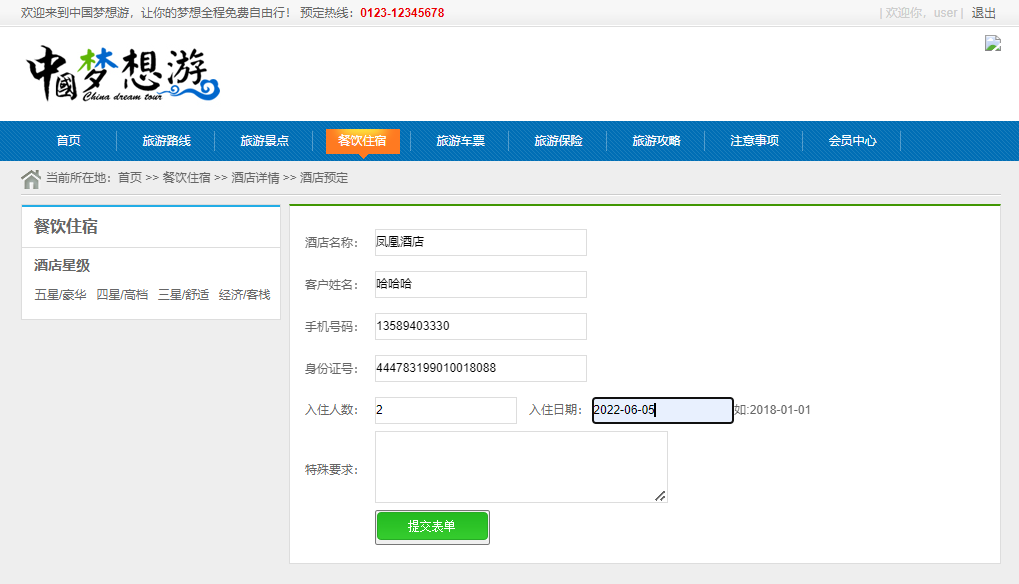 欢迎来到中国梦想游，让你的梦想全程免费自由行！ 预定热线：0123-12345678
| 欢迎你，user | 退出
中國梦想游
China dream tour
首页 旅游路线 旅游景点 餐饮住宿 旅游车票 旅游保险 旅游攻略 注意事项 会员中心
当前所在地：首页 >> 餐饮住宿 >> 酒店详情 >> 酒店预定
餐饮住宿
酒店星级
五星/豪华 四星/高档 三星/舒适 经济/客栈
酒店名称： 凤凰酒店
客户姓名： 哈哈哈
手机号码： 13589403330
身份证号： 444783199010018088
入住人数： 2 入住日期： 2022-06-05 如:2018-01-01
特殊要求：
提交表单